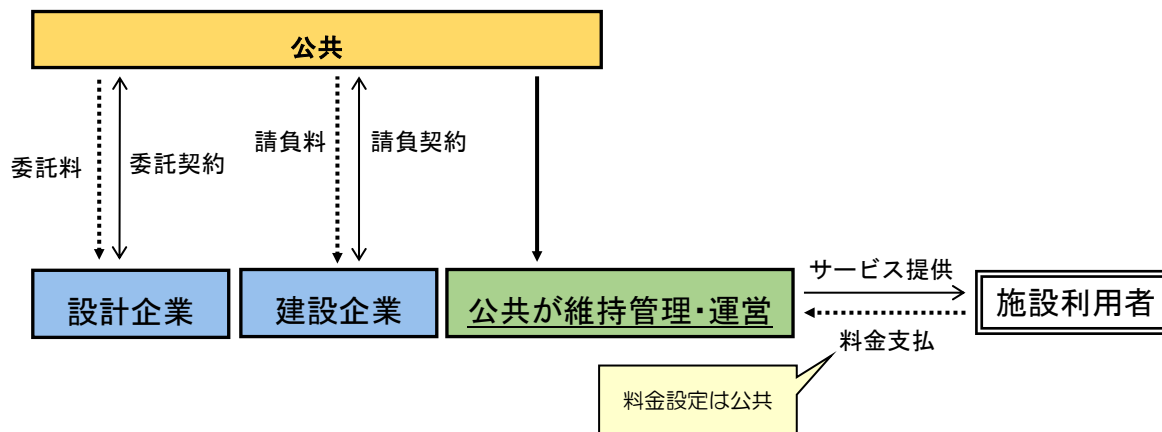 公共
委託料
委託契約
請負料
請負契約
設計企業
建設企業
公共が維持管理・運営
サービス提供
料金支払
施設利用者
料金設定は公共